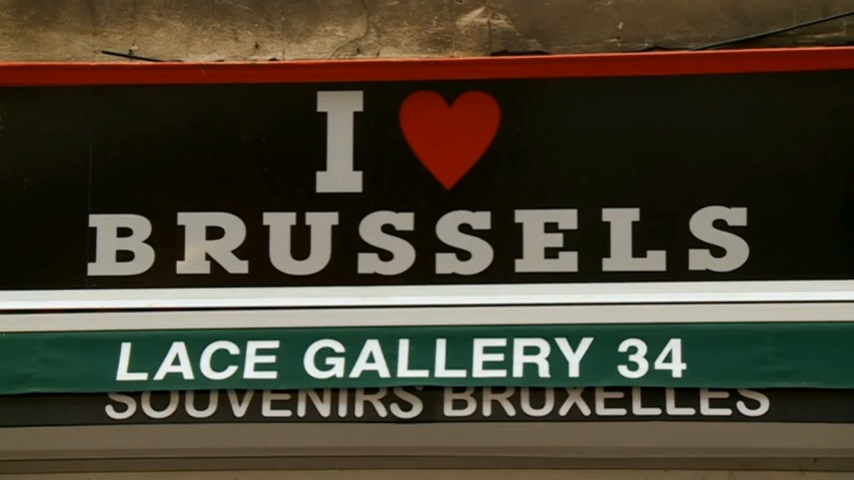 I ❤
BRUSSELS
LACE GALLERY 34
SOUVENIRS BRUXELLES